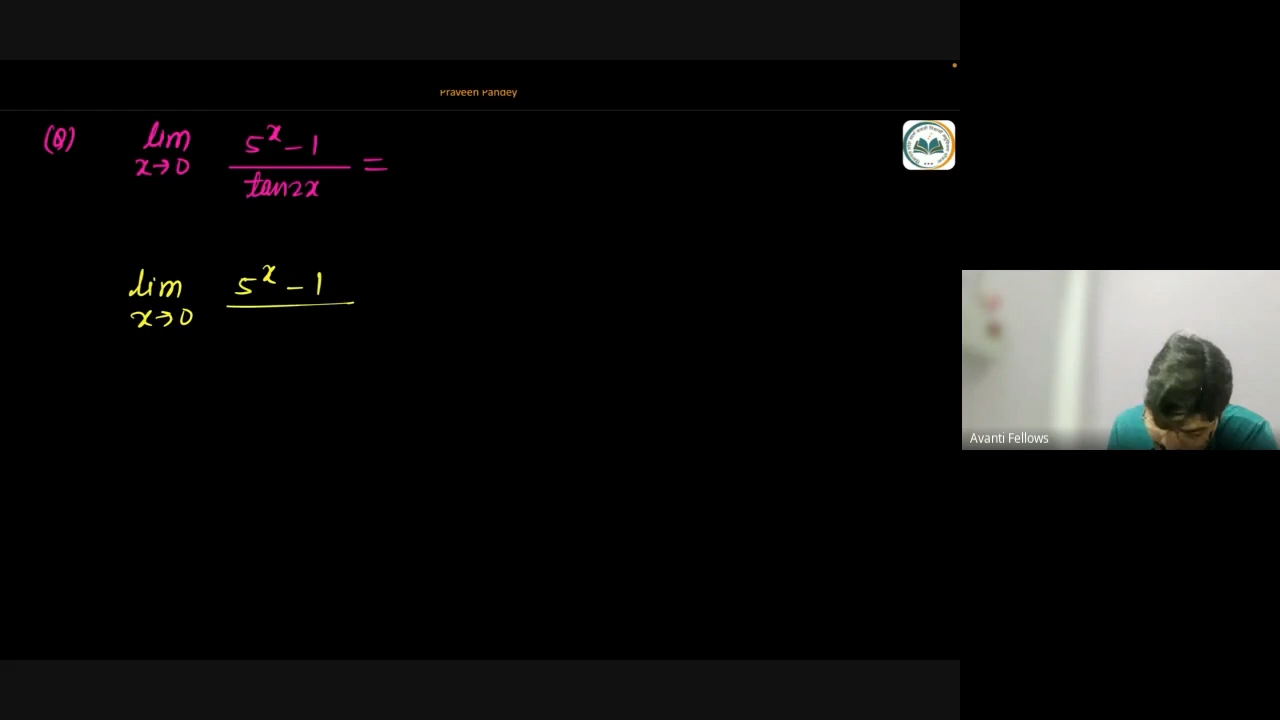 Praveen Pandey
(Q) lim x→0 5^x - 1 / tan2x =
lim x→0 5^x - 1
Avanti Fellows